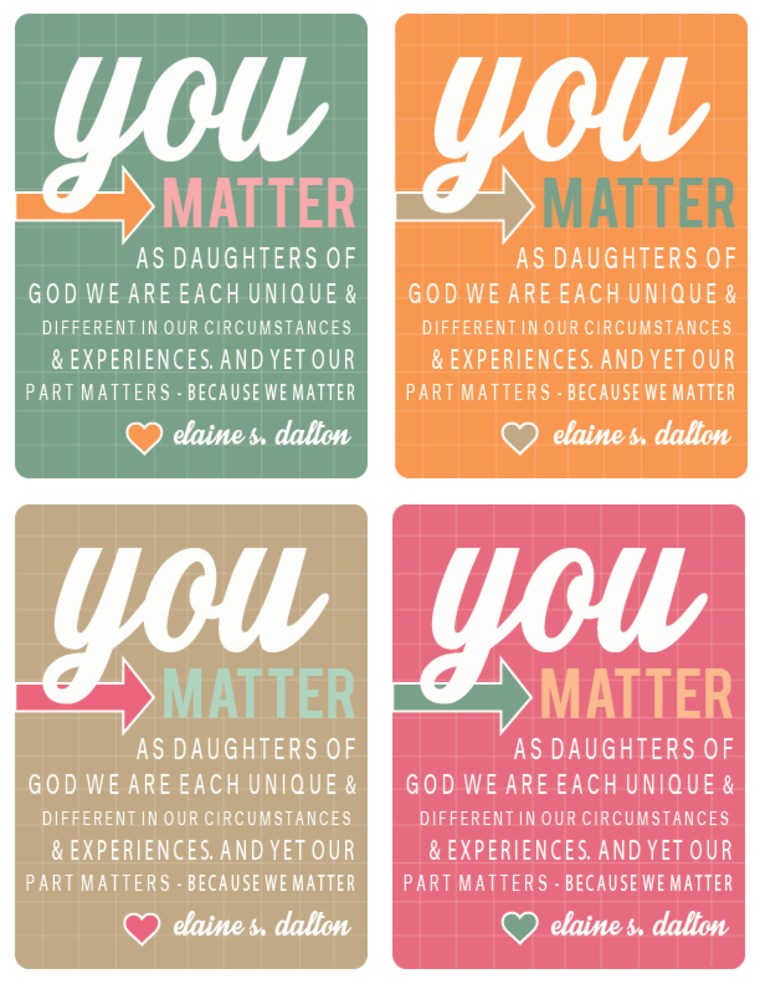 you
MATTER
AS DAUGHTERS OF
GOD WE ARE EACH UNIQUE &
DIFFERENT IN OUR CIRCUMSTANCES
& EXPERIENCES. AND YET OUR
PART MATTERS - BECAUSE WE MATTER
elaine s. dalton
you
MATTER
AS DAUGHTERS OF
GOD WE ARE EACH UNIQUE &
DIFFERENT IN OUR CIRCUMSTANCES
& EXPERIENCES. AND YET OUR
PART MATTERS - BECAUSE WE MATTER
elaine s. dalton
you
MATTER
AS DAUGHTERS OF
GOD WE ARE EACH UNIQUE &
DIFFERENT IN OUR CIRCUMSTANCES
& EXPERIENCES. AND YET OUR
PART MATTERS - BECAUSE WE MATTER
elaine s. dalton
you
MATTER
AS DAUGHTERS OF
GOD WE ARE EACH UNIQUE &
DIFFERENT IN OUR CIRCUMSTANCES
& EXPERIENCES. AND YET OUR
PART MATTERS - BECAUSE WE MATTER
elaine s. dalton